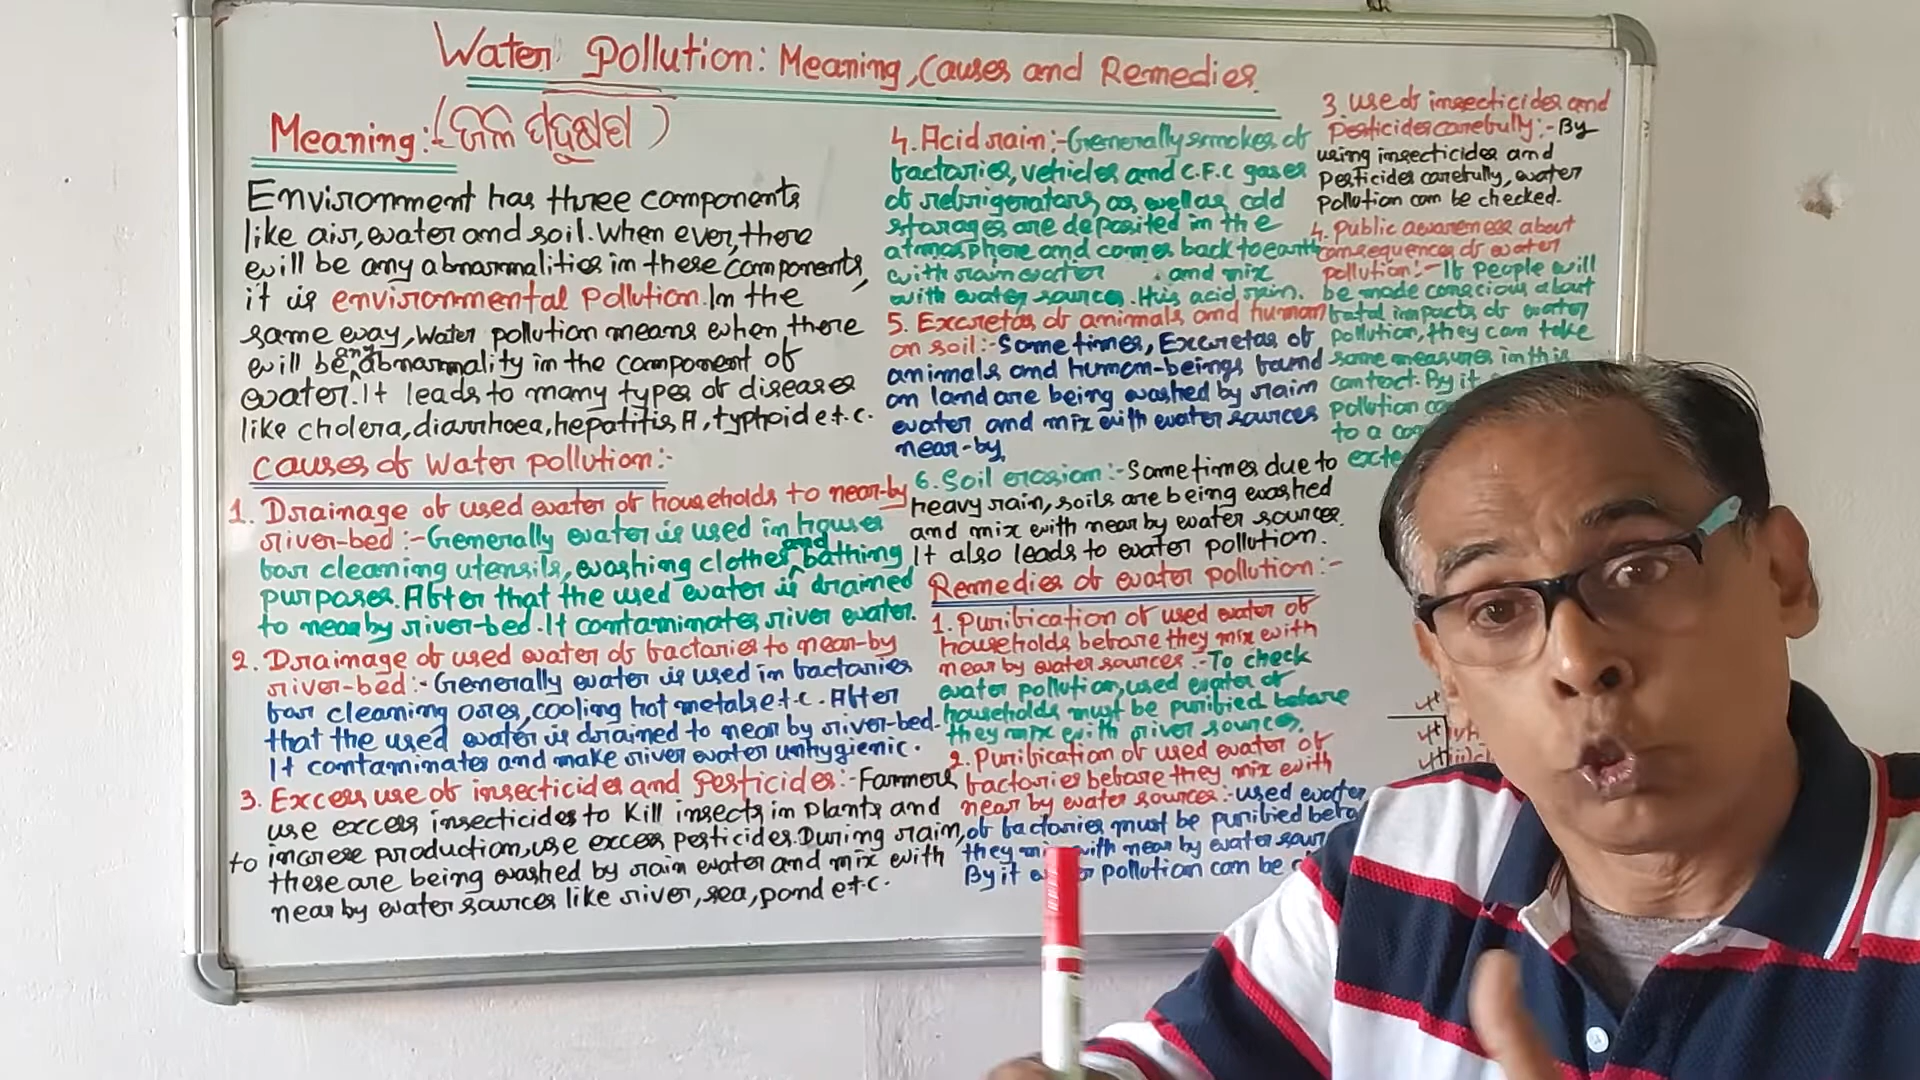 Water Pollution: Meaning, Causes and Remedies.
Meaning:- (ଜଳ ପ୍ରଦୂଷଣ)
Environment has three components
like air, water and soil. When ever, there
will be any abnormalities in these components,
it is environmental pollution. In the
same way, water pollution means when there
will be any abnormality in the component of
water. It leads to many types of diseases
like cholera, diarrhoea, hepatitis A, typhoid e.t.c.
Causes of Water pollution:-
1. Drainage of used water of households to near-by
river-bed:- Generally water is used in houses
for cleaning utensils, washing clothes and bathing
purposes. After that the used water is drained
to nearby river-bed. It contaminates river water.
2. Drainage of used water of factories to near-by
river-bed:- Generally water is used in factories
for cleaning ores, cooling hot metals e.t.c. After
that the used water is drained to near by river-bed.
It contaminates and make river water unhygienic.
3. Excess use of insecticides and Pesticides:- Farmers
use excess insecticides to kill insects in plants and
to increse production, use excess pesticides. During rain,
these are being washed by rain water and mix with
near by water sources like river, sea, pond e.t.c.
4. Acid rain:- Generally smokes of
factories, vehicles and C.F.C gases
of refrigerators as well as cold
storages are deposited in the
atmosphere and comes back to earth
with rain water and mix
with water sources. It is acid rain.
5. Excretas of animals and human
on soil:- Some times, Excretas of
animals and human-beings found
on land are being washed by rain
water and mix with water sources
near-by.
6. Soil erosion:- Sometimes due to
heavy rain, soils are being washed
and mix with near by water sources.
It also leads to water pollution.
Remedies of water pollution:-
1. Purification of used water of
households before they mix with
near by water sources:- To check
water pollution, used water of
households must be purified before
they mix with river sources.
2. Purification of used water of
factories before they mix with
near by water sources:- used water
of factories must be purified befo
they mi with near by water sour
By it pollution can be
3. use of insecticides and
Pesticides carefully:- By
using insecticides and
Pesticides carefully, water
pollution can be checked.
4. Public awareness about
consequences of water
pollution:- If people will
be made conscious about
fatal impacts of water
pollution, they can take
some measures in this
context. By it
pollution
to a
exte